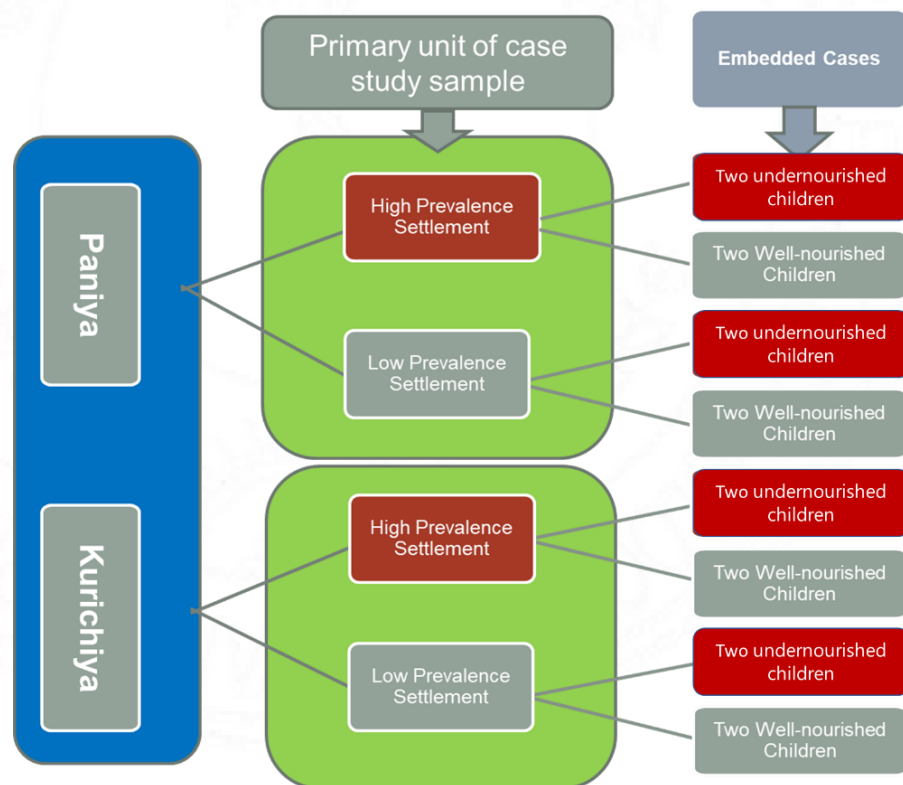 Primary unit of case
study sample
Embedded Cases
Paniya
High Prevalence
Settlement
Two undernourished
children
Two Well-nourished
Children
Low Prevalence
Settlement
Two undernourished
children
Two Well-nourished
Children
Kurichiya
High Prevalence
Settlement
Two undernourished
children
Two Well-nourished
Children
Low Prevalence
Settlement
Two undernourished
children
Two Well-nourished
Children